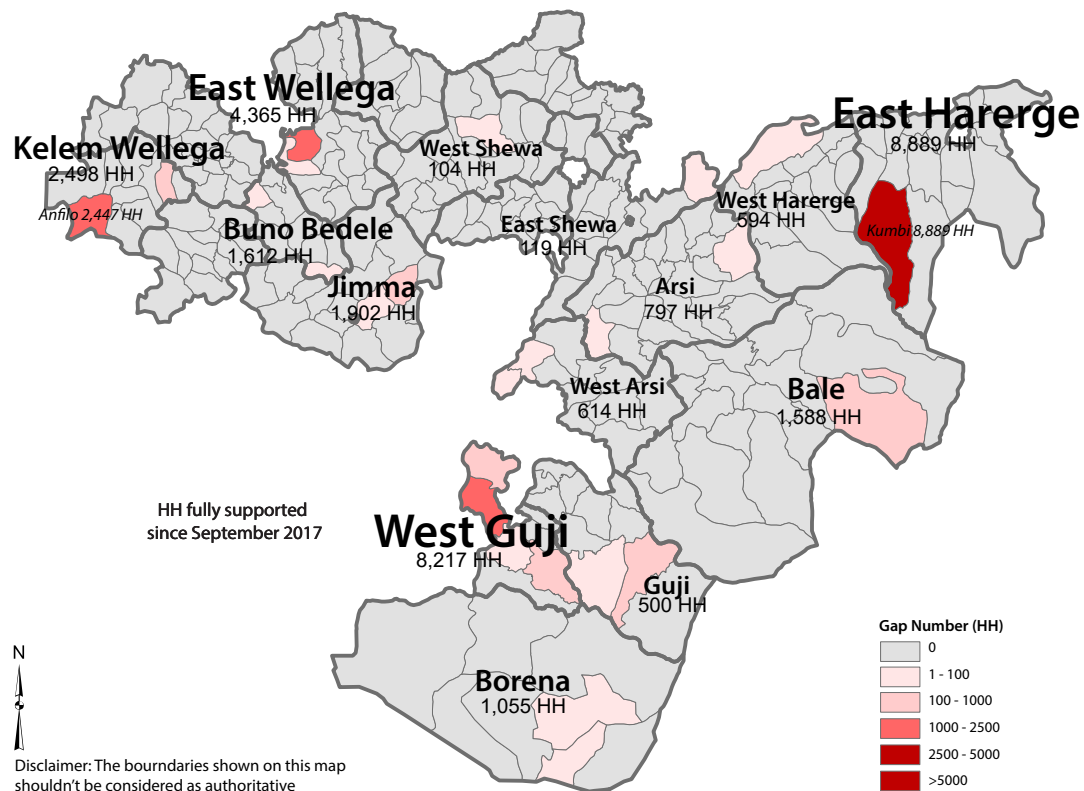 East Wellega
4,365 HH
East Harerge
8,889 HH
Kelem Wellega
2,498 HH
West Shewa
104 HH
Anfilo 2,447 HH
West Harerge
594 HH
Buno Bedele
1,612 HH
East Shewa
119 HH
Kumbi 8,889 HH
Jimma
1,902 HH
Arsi
797 HH
West Arsi
614 HH
Bale
1,588 HH
HH fully supported
since September 2017
West Guji
8,217 HH
Guji
500 HH
Borena
1,055 HH
Gap Number (HH)
0
1 - 100
100 - 1000
1000 - 2500
2500 - 5000
>5000
N
Disclaimer: The bourndaries shown on this map
shouldn't be considered as authoritative